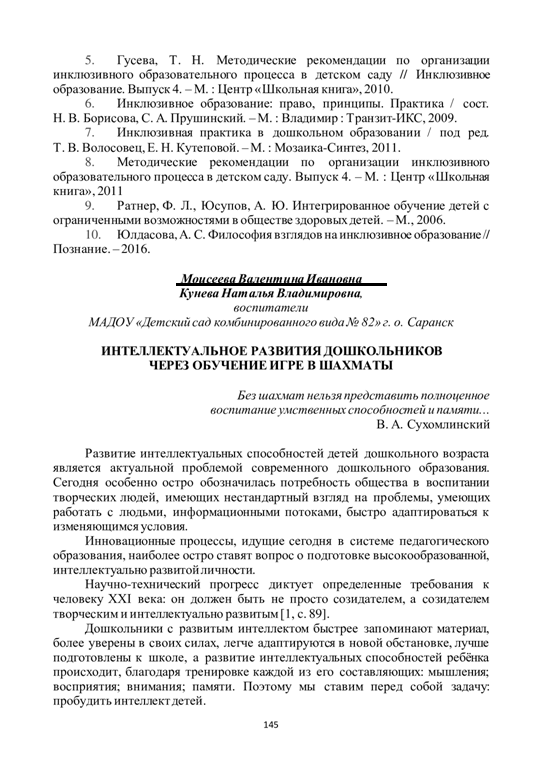 5. Гусева, Т. Н. Методические рекомендации по организации
инклюзивного образовательного процесса в детском саду // Инклюзивное
образование. Выпуск 4. – М. : Центр «Школьная книга», 2010.
6. Инклюзивное образование: право, принципы. Практика / сост.
Н. В. Борисова, С. А. Прушинский. – М. : Владимир : Транзит-ИКС, 2009.
7. Инклюзивная практика в дошкольном образовании / под ред.
Т. В. Волосовец, Е. Н. Кутеповой. – М. : Мозаика-Синтез, 2011.
8. Методические рекомендации по организации инклюзивного
образовательного процесса в детском саду. Выпуск 4. – М. : Центр «Школьная
книга», 2011
9. Ратнер, Ф. Л., Юсупов, А. Ю. Интегрированное обучение детей с
ограниченными возможностями в обществе здоровых детей. – М., 2006.
10. Юлдасова, А. С. Философия взглядов на инклюзивное образование //
Познание. – 2016.
Моисеева Валентина Ивановна
Кунева Наталья Владимировна,
воспитатели
МАДОУ «Детский сад комбинированного вида № 82» г. о. Саранск
ИНТЕЛЛЕКТУАЛЬНОЕ РАЗВИТИЯ ДОШКОЛЬНИКОВ
ЧЕРЕЗ ОБУЧЕНИЕ ИГРЕ В ШАХМАТЫ
Без шахмат нельзя представить полноценное
воспитание умственных способностей и памяти…
В. А. Сухомлинский
Развитие интеллектуальных способностей детей дошкольного возраста
является актуальной проблемой современного дошкольного образования.
Сегодня особенно остро обозначилась потребность общества в воспитании
творческих людей, имеющих нестандартный взгляд на проблемы, умеющих
работать с людьми, информационными потоками, быстро адаптироваться к
изменяющимся условия.
Инновационные процессы, идущие сегодня в системе педагогического
образования, наиболее остро ставят вопрос о подготовке высокообразованной,
интеллектуально развитой личности.
Научно-технический прогресс диктует определенные требования к
человеку XXI века: он должен быть не просто созидателем, а созидателем
творческим и интеллектуально развитым [1, с. 89].
Дошкольники с развитым интеллектом быстрее запоминают материал,
более уверены в своих силах, легче адаптируются в новой обстановке, лучше
подготовлены к школе, а развитие интеллектуальных способностей ребёнка
происходит, благодаря тренировке каждой из его составляющих: мышления;
восприятия; внимания; памяти. Поэтому мы ставим перед собой задачу:
пробудить интеллект детей.
145